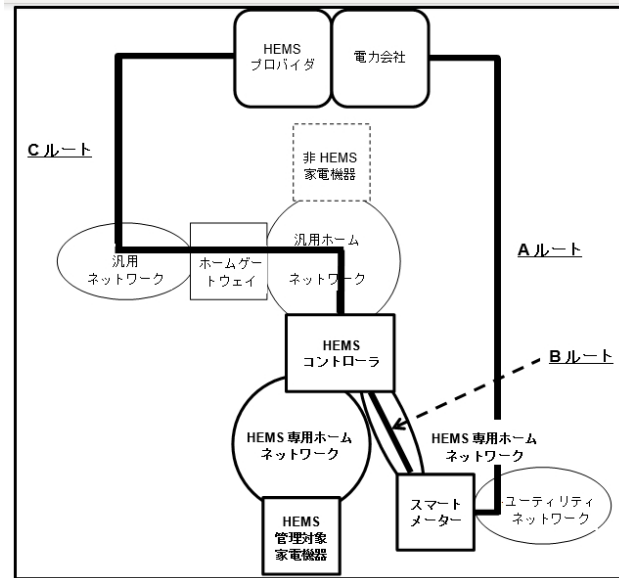 HEMS
プロバイダ
電力会社
C ルート
非 HEMS
家電機器
汎用ホーム
ネットワーク
汎用
ネットワーク
ホームゲー
トウェイ
A ルート
HEMS
コントローラ
B ルート
HEMS 専用ホーム
ネットワーク
HEMS 専用ホーム
ネットワーク
スマート
メーター
ユーティリティ
ネットワーク
HEMS
管理対象
家電機器